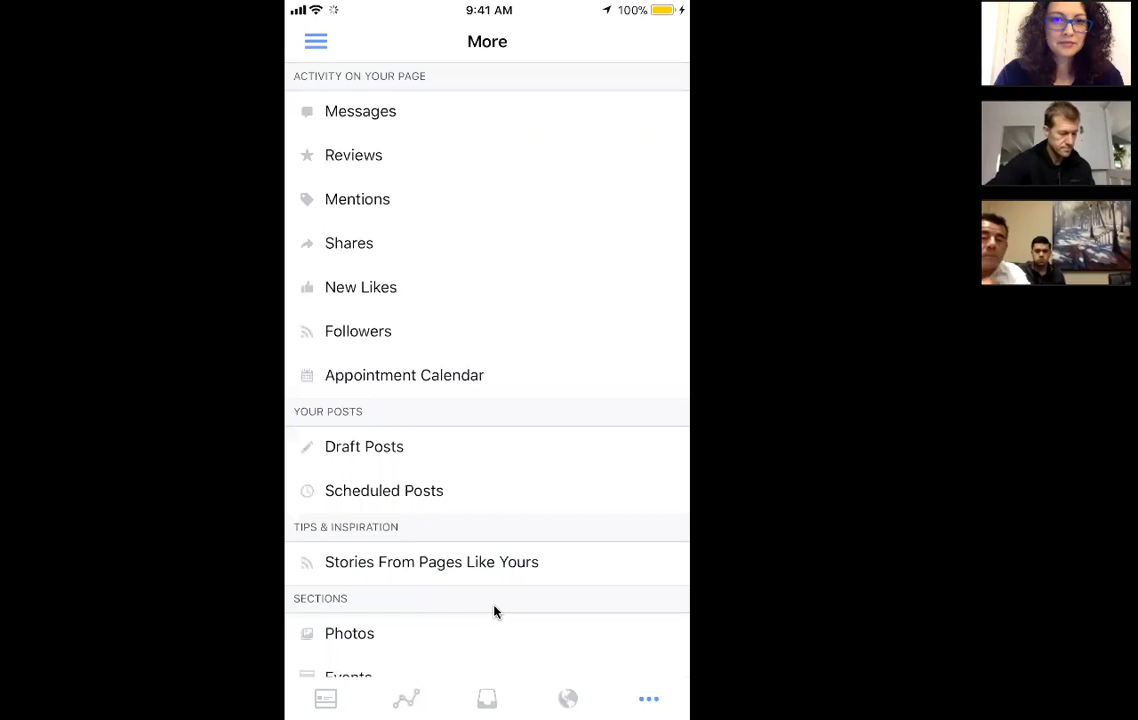 9:41 AM
100%
More
ACTIVITY ON YOUR PAGE
Messages
Reviews
Mentions
Shares
New Likes
Followers
Appointment Calendar
YOUR POSTS
Draft Posts
Scheduled Posts
TIPS & INSPIRATION
Stories From Pages Like Yours
SECTIONS
Photos
Events